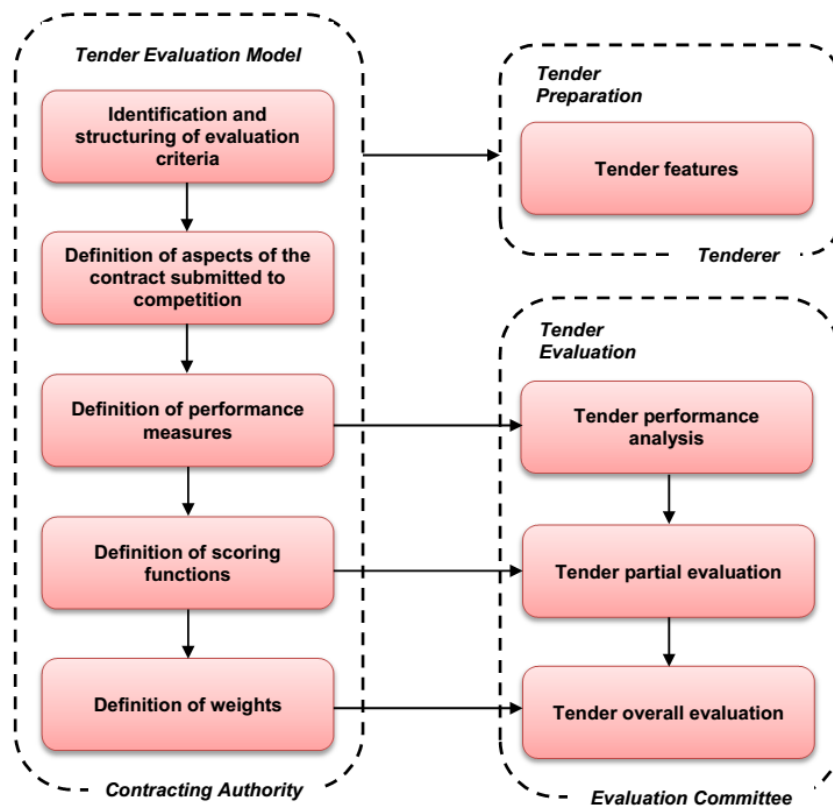 Tender Evaluation Model
Identification and
structuring of evaluation
criteria
Definition of aspects of the
contract submitted to
competition
Definition of performance
measures
Definition of scoring
functions
Definition of weights
Contracting Authority
Tender
Preparation
Tender features
Tenderer
Tender
Evaluation
Tender performance
analysis
Tender partial evaluation
Tender overall evaluation
Evaluation Committee